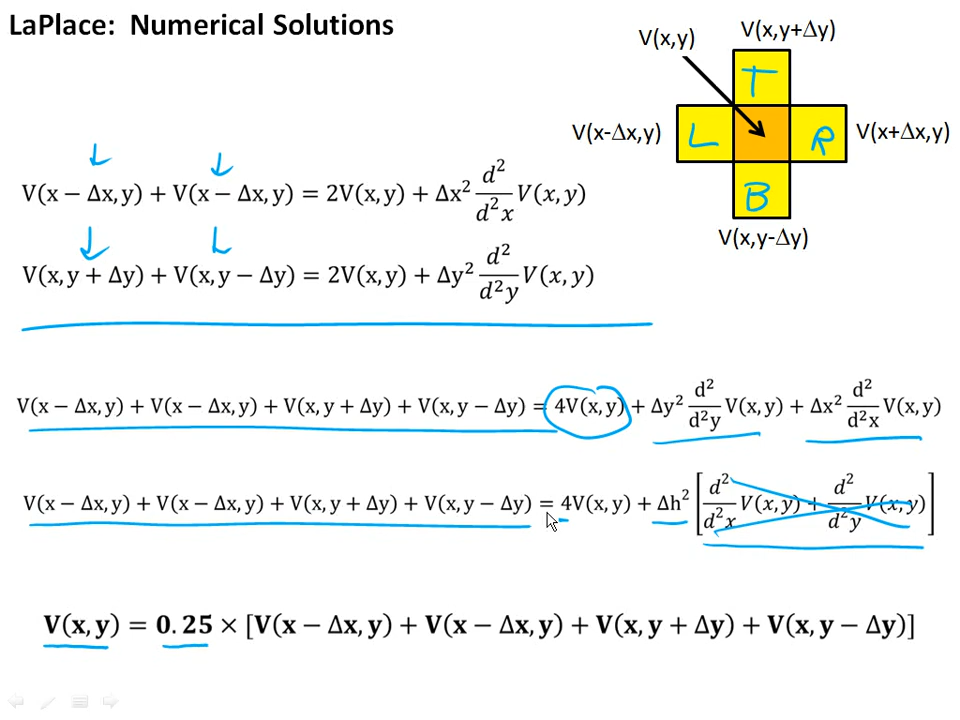 LaPlace: Numerical Solutions
V(x,y)
V(x,y+Δy)
T
V(x-Δx,y)
L
R
V(x+Δx,y)
B
V(x,y-Δy)
V(x − Δx, y) + V(x − Δx, y) = 2V(x, y) + Δx² d²/d²x V(x, y)
V(x, y + Δy) + V(x, y − Δy) = 2V(x, y) + Δy² d²/d²y V(x, y)
V(x − Δx, y) + V(x − Δx, y) + V(x, y + Δy) + V(x, y − Δy) = 4V(x, y) + Δy² d²/d²y V(x, y) + Δx² d²/d²x V(x, y)
V(x − Δx, y) + V(x − Δx, y) + V(x, y + Δy) + V(x, y − Δy) = 4V(x, y) + Δh² [d²/d²x V(x, y) + d²/d²y V(x, y)]
V(x, y) = 0.25 × [V(x − Δx, y) + V(x − Δx, y) + V(x, y + Δy) + V(x, y − Δy)]